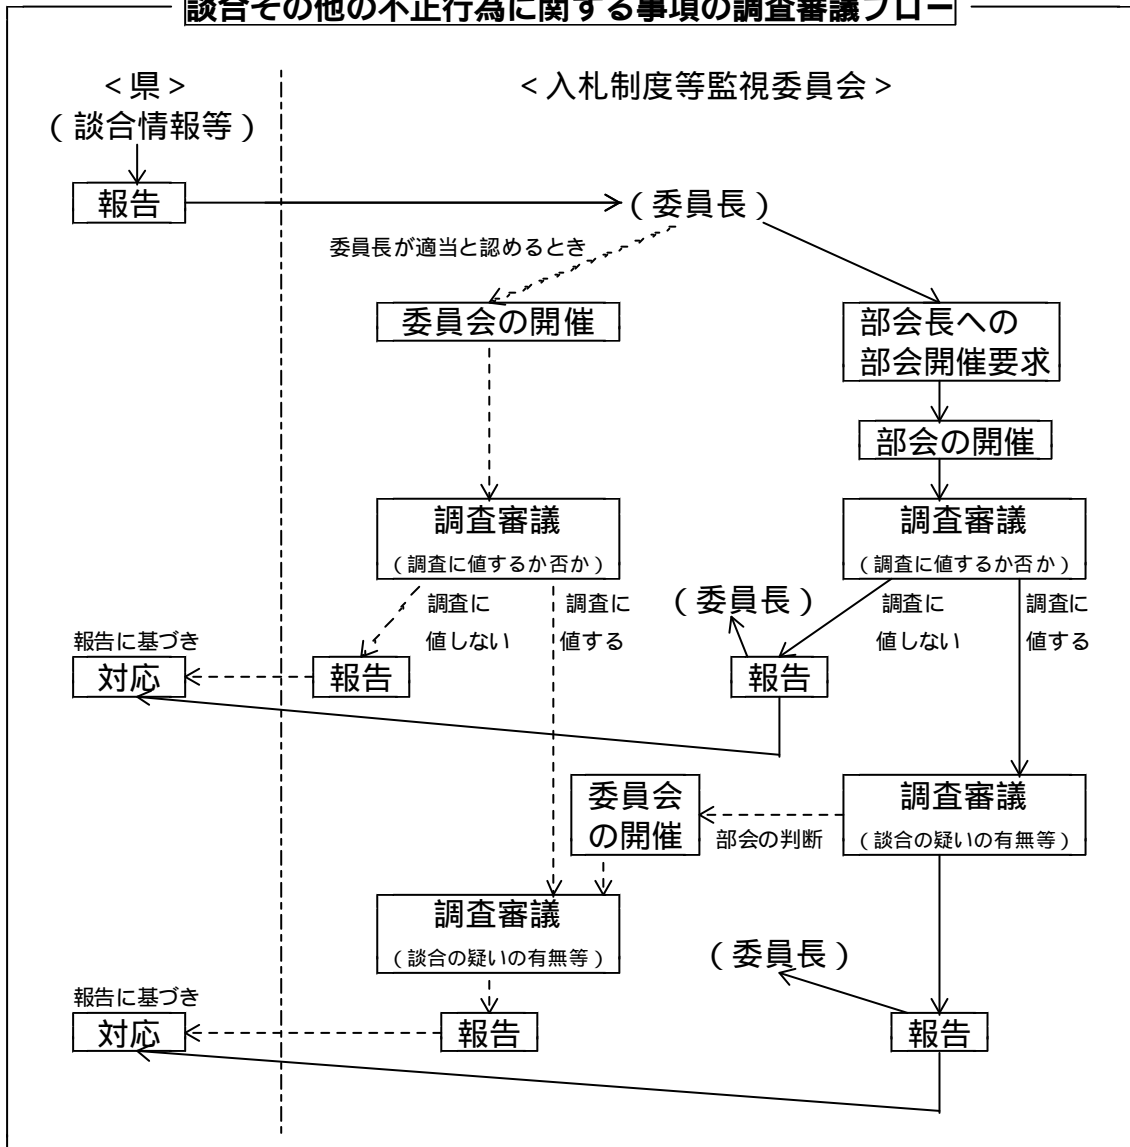 談合その他の不正行為に関する事項の調査審議フロー
＜県＞
＜入札制度等監視委員会＞
（談合情報等）
報告
（委員長）
委員長が適当と認めるとき
委員会の開催
部会長への
部会開催要求
部会の開催
調査審議
（調査に値するか否か）
調査審議
（調査に値するか否か）
調査に
値しない
調査に
値する
（委員長）
調査に
値しない
調査に
値する
報告に基づき
対応
報告
報告
委員会
の開催
部会の判断
調査審議
（談合の疑いの有無等）
調査審議
（談合の疑いの有無等）
（委員長）
報告に基づき
対応
報告
報告